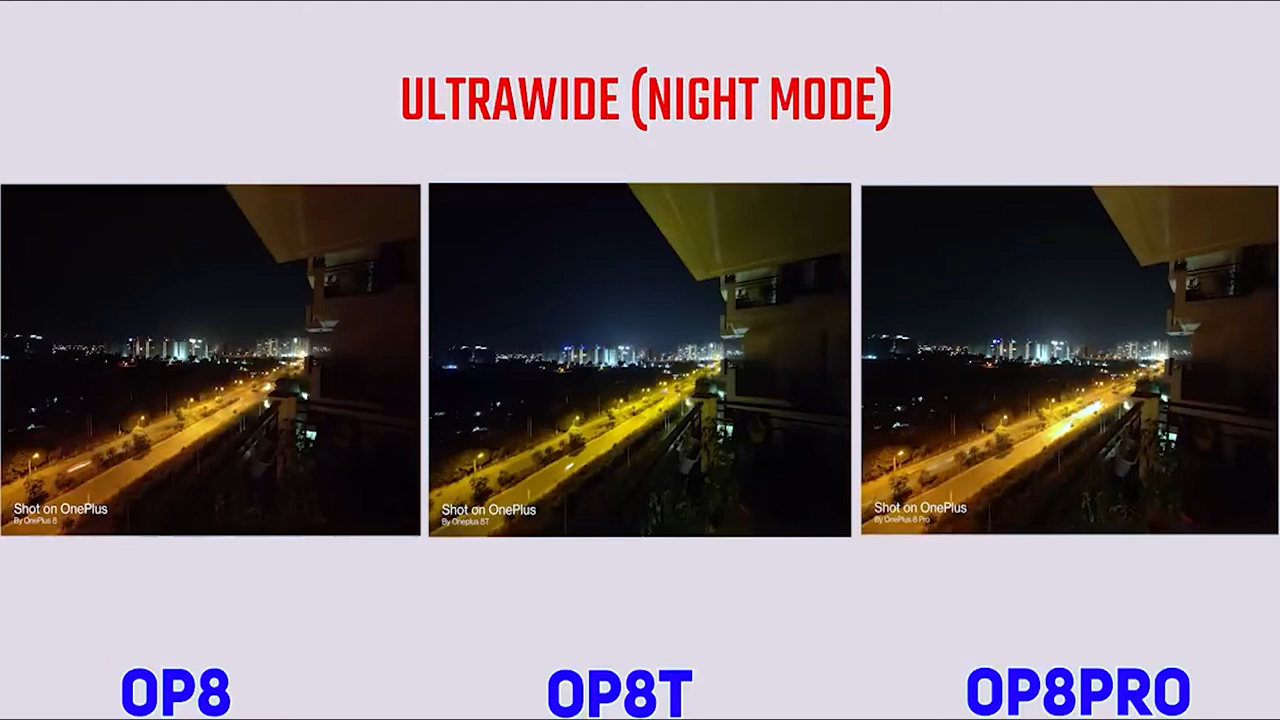 ULTRAWIDE (NIGHT MODE)
Shot on OnePlus
By OnePlus 8
Shot on OnePlus
By Oneplus 8T
Shot on OnePlus
By OnePlus 8 Pro
OP8
OP8T
OP8PRO